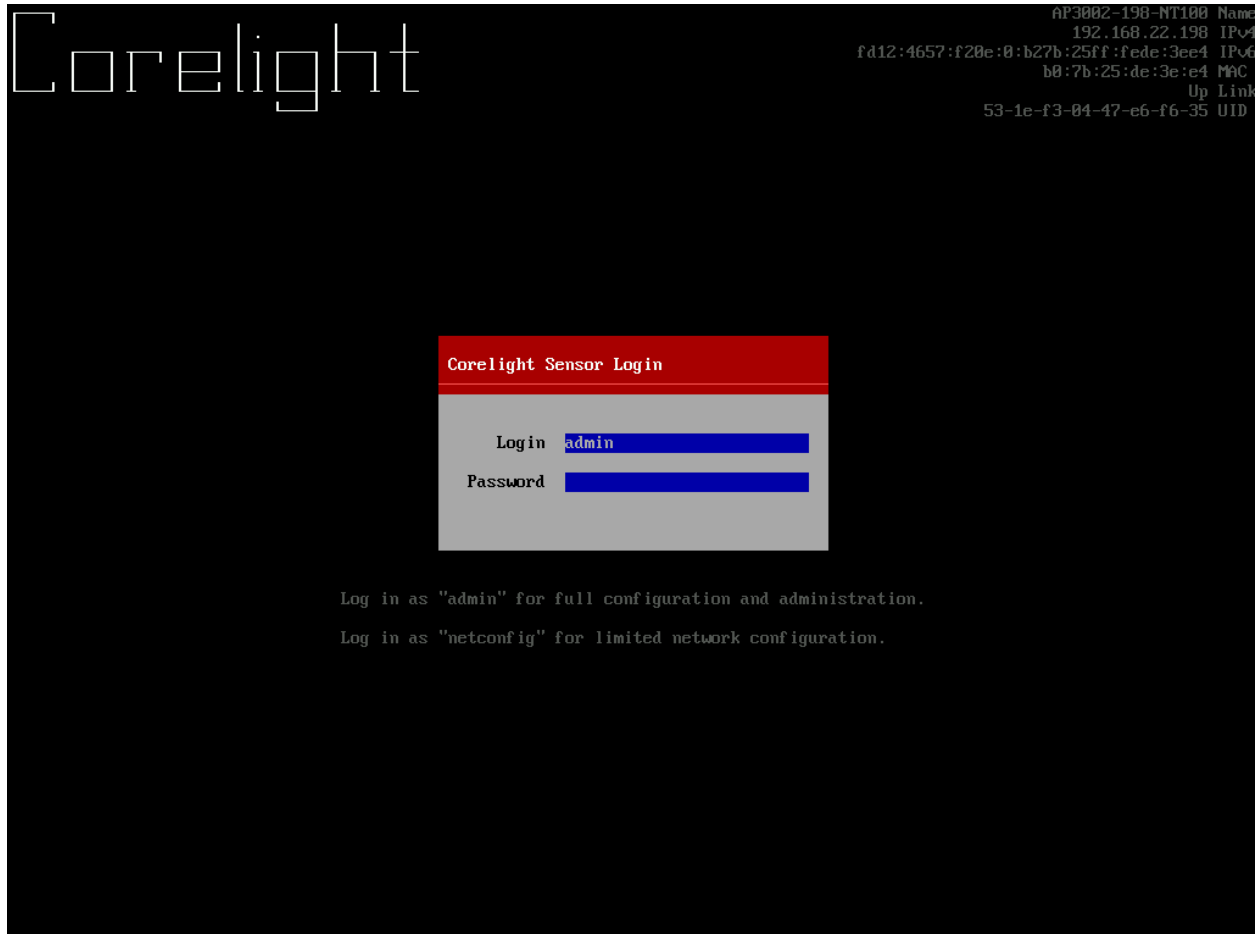 Corelight
AP3002-198-NT100 Name
192.168.22.198 IPv4
fd12:4657:f20e:0:b27b:25ff:fede:3ee4 IPv6
b0:7b:25:de:3e:e4 MAC
Up Link
53-1e-f3-04-47-e6-f6-35 UID
Corelight Sensor Login
Login admin
Password
Log in as "admin" for full configuration and administration.
Log in as "netconfig" for limited network configuration.